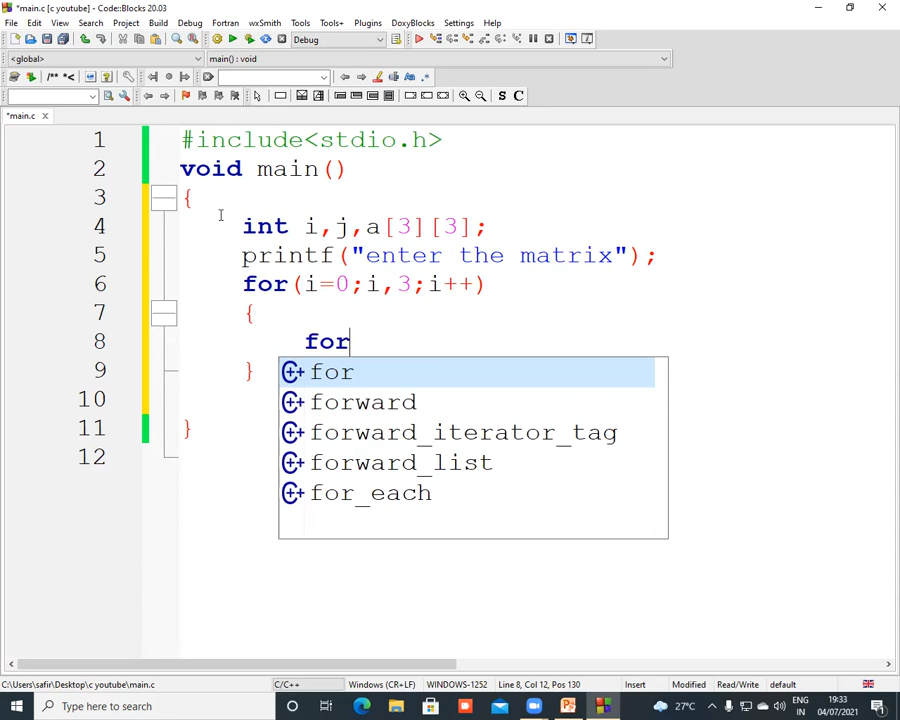 *main.c [c youtube] - Code::Blocks 20.03
File Edit View Search Project Build Debug Fortran wxSmith Tools Tools+ Plugins DoxyBlocks Settings Help
Debug
<global> main() : void
/** *<
Aa .*
S C
*main.c
1 #include<stdio.h>
2 void main()
3 {
4 int i,j,a[3][3];
5 printf("enter the matrix");
6 for(i=0;i,3;i++)
7 {
8 for
9 }
10
11 }
12
for
forward
forward_iterator_tag
forward_list
for_each
C:\Users\safir\Desktop\c youtube\main.c C/C++ Windows (CR+LF) WINDOWS-1252 Line 8, Col 12, Pos 130 Insert Modified Read/Write default
Type here to search 27°C ENG IN 19:33 04/07/2021 1